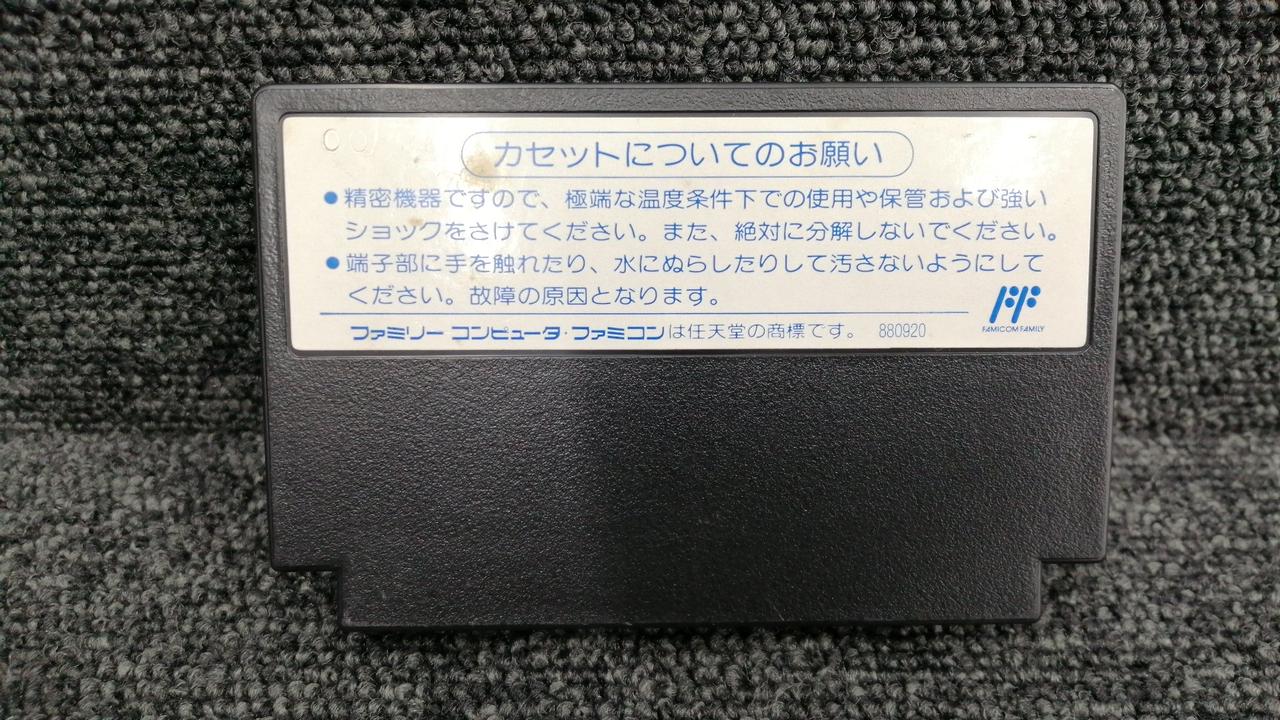 カセットについてのお願い
●精密機器ですので、極端な温度条件下での使用や保管および強い
ショックをさけてください。また、絶対に分解しないでください。
●端子部に手を触れたり、水にぬらしたりして汚さないようにして
ください。故障の原因となります。
FAMICOM FAMILY
ファミリー コンピュータ・ファミコンは任天堂の商標です。 880920